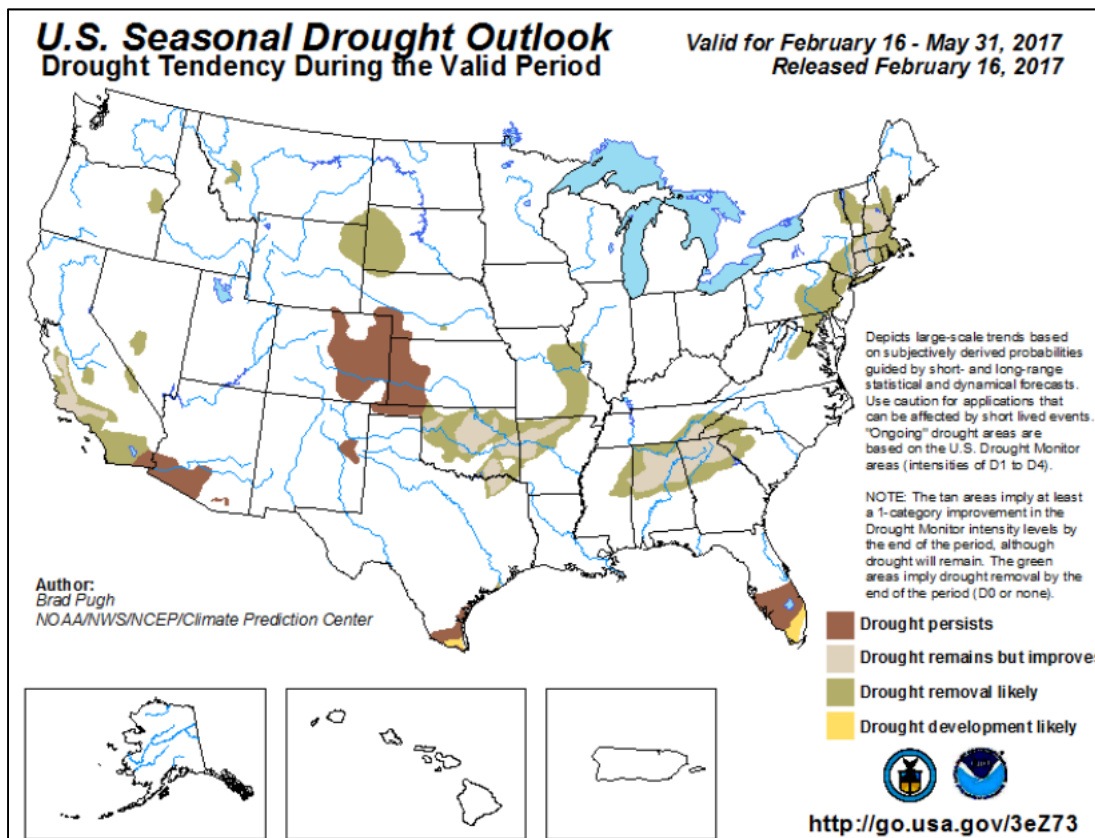 U.S. Seasonal Drought Outlook
Drought Tendency During the Valid Period
Valid for February 16 - May 31, 2017
Released February 16, 2017
Depicts large-scale trends based
on subjectively derived probabilities
guided by short- and long-range
statistical and dynamical forecasts.
Use caution for applications that
can be affected by short lived events.
"Ongoing" drought areas are
based on the U.S. Drought Monitor
areas (intensities of D1 to D4).
NOTE: The tan areas imply at least
a 1-category improvement in the
Drought Monitor intensity levels by
the end of the period, although
drought will remain. The green
areas imply drought removal by the
end of the period (D0 or none).
Author:
Brad Pugh
NOAA/NWS/NCEP/Climate Prediction Center
Drought persists
Drought remains but improves
Drought removal likely
Drought development likely
http://go.usa.gov/3eZ73